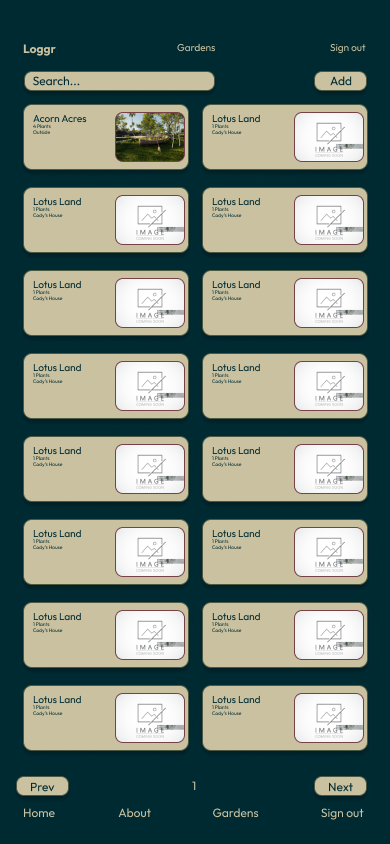 Loggr Gardens Sign out
Search... Add
Acorn Acres
4 Plants
Outside
Lotus Land
1 Plants
Cody's House
IMAGE
COMING SOON
Lotus Land
1 Plants
Cody's House
IMAGE
COMING SOON
Lotus Land
1 Plants
Cody's House
IMAGE
COMING SOON
Lotus Land
1 Plants
Cody's House
IMAGE
COMING SOON
Lotus Land
1 Plants
Cody's House
IMAGE
COMING SOON
Lotus Land
1 Plants
Cody's House
IMAGE
COMING SOON
Lotus Land
1 Plants
Cody's House
IMAGE
COMING SOON
Lotus Land
1 Plants
Cody's House
IMAGE
COMING SOON
Lotus Land
1 Plants
Cody's House
IMAGE
COMING SOON
Lotus Land
1 Plants
Cody's House
IMAGE
COMING SOON
Lotus Land
1 Plants
Cody's House
IMAGE
COMING SOON
Lotus Land
1 Plants
Cody's House
IMAGE
COMING SOON
Lotus Land
1 Plants
Cody's House
IMAGE
COMING SOON
Lotus Land
1 Plants
Cody's House
IMAGE
COMING SOON
Lotus Land
1 Plants
Cody's House
IMAGE
COMING SOON
Prev 1 Next
Home About Gardens Sign out